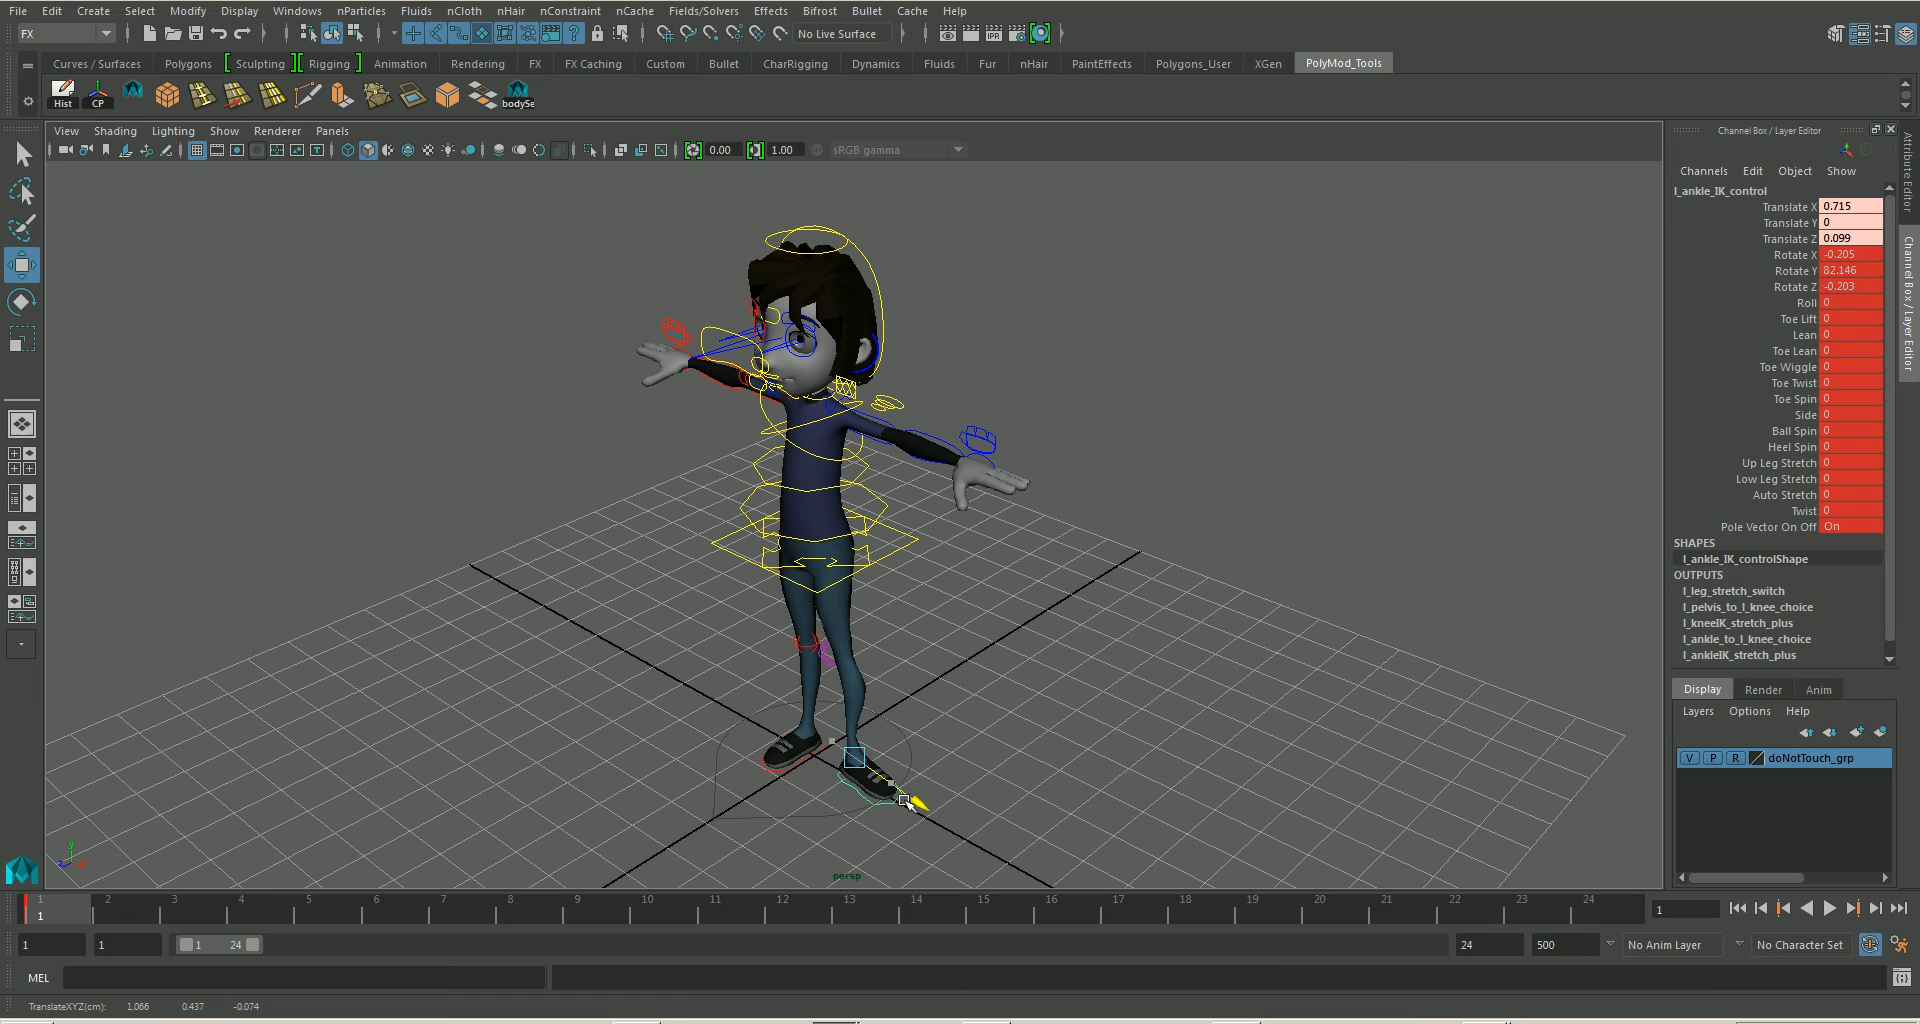 File Edit Create Select Modify Display Windows nParticles Fluids nCloth nHair nConstraint nCache Fields/Solvers Effects Bifrost Bullet Cache Help
FX No Live Surface
Curves / Surfaces Polygons Sculpting Rigging Animation Rendering FX FX Caching Custom Bullet CharRigging Dynamics Fluids Fur nHair PaintEffects Polygons_User XGen PolyMod_Tools
Hist CP bodySe
View Shading Lighting Show Renderer Panels
0.00 1.00 sRGB gamma
Channel Box / Layer Editor
Channels Edit Object Show
l_ankle_IK_control
Translate X 0.715
Translate Y 0
Translate Z 0.099
Rotate X -0.205
Rotate Y 82.146
Rotate Z -0.203
Roll 0
Toe Lift 0
Lean 0
Toe Lean 0
Toe Wiggle 0
Toe Twist 0
Toe Spin 0
Side 0
Ball Spin 0
Heel Spin 0
Up Leg Stretch 0
Low Leg Stretch 0
Auto Stretch 0
Twist 0
Pole Vector On Off On
SHAPES
l_ankle_IK_controlShape
OUTPUTS
l_leg_stretch_switch
l_pelvis_to_l_knee_choice
l_kneeIK_stretch_plus
l_ankle_to_l_knee_choice
l_ankleIK_stretch_plus
Attribute Editor
Channel Box / Layer Editor
Display Render Anim
Layers Options Help
V P R doNotTouch_grp
y
z x
persp
1 2 3 4 5 6 7 8 9 10 11 12 13 14 15 16 17 18 19 20 21 22 23 24
1 1
1 1 1 24 24 500 No Anim Layer No Character Set
MEL
TranslateXYZ(cm): 1.066 0.437 -0.074